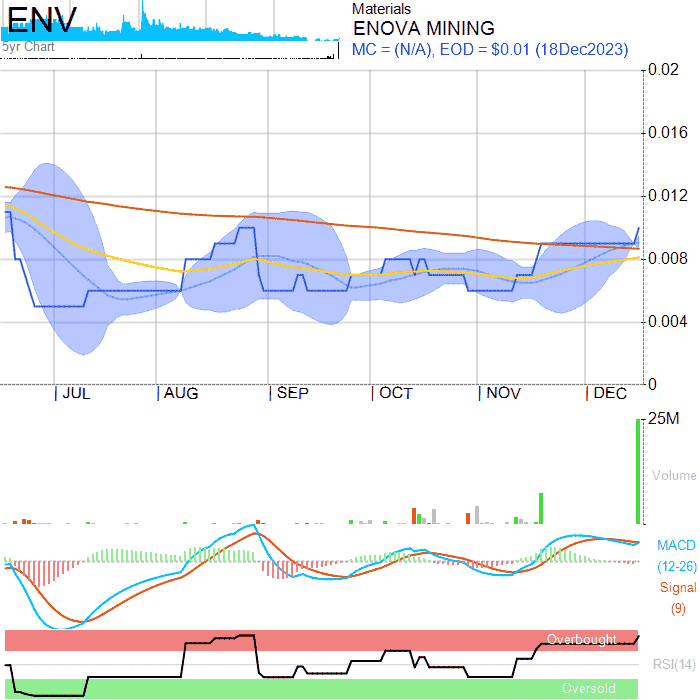 ENV
5yr Chart
Materials
ENOVA MINING
MC = (N/A), EOD = $0.01 (18Dec2023)
0.02
0.016
0.012
0.008
0.004
0
JUL AUG SEP OCT NOV DEC
25M
Volume
MACD
(12-26)
Signal
(9)
Overbought
RSI(14)
Oversold